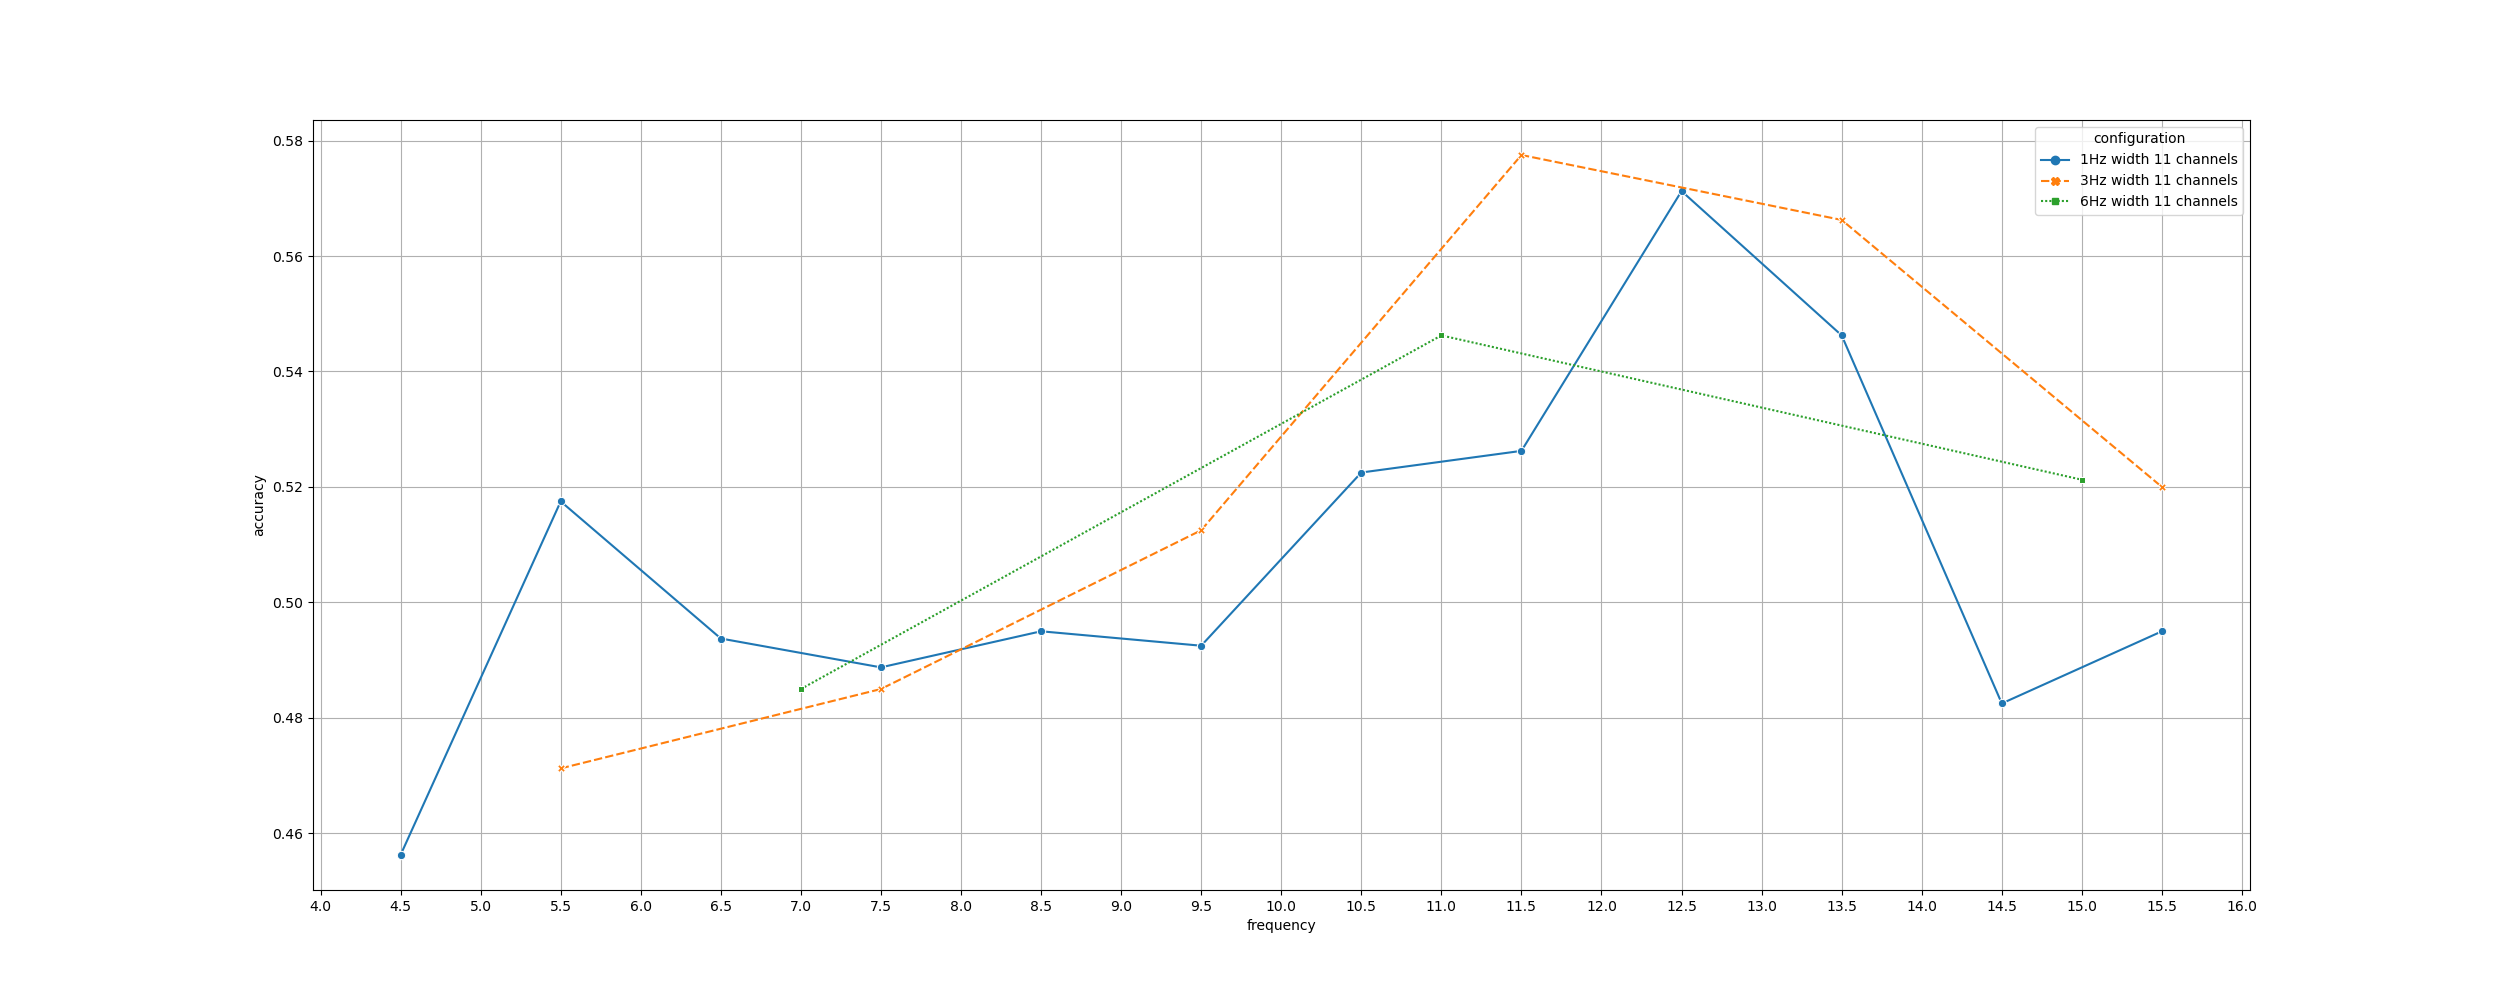 configuration
1Hz width 11 channels
3Hz width 11 channels
6Hz width 11 channels
0.58
0.56
0.54
0.52
0.50
0.48
0.46
accuracy
4.0 4.5 5.0 5.5 6.0 6.5 7.0 7.5 8.0 8.5 9.0 9.5 10.0 10.5 11.0 11.5 12.0 12.5 13.0 13.5 14.0 14.5 15.0 15.5 16.0
frequency